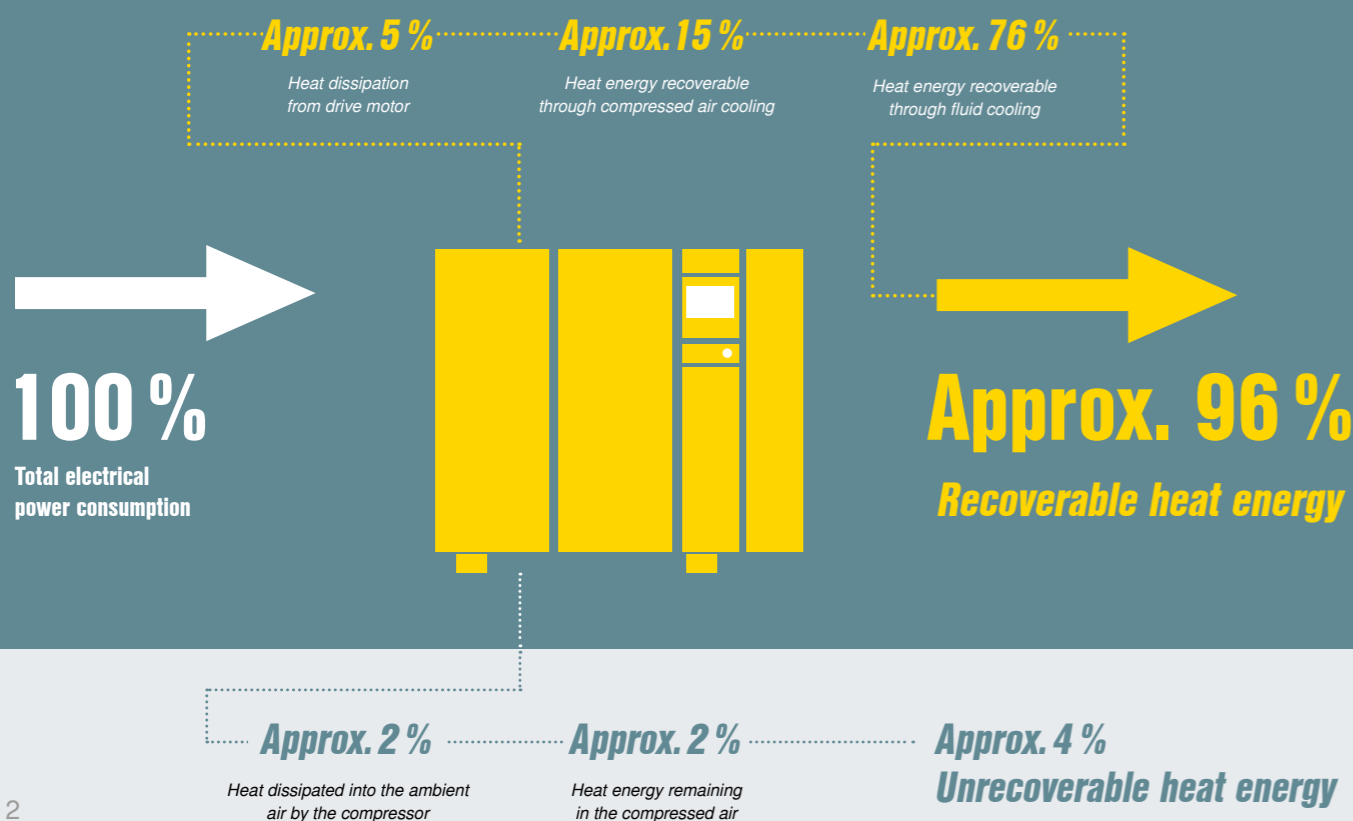 Approx. 5 %
Heat dissipation
from drive motor
Approx. 15 %
Heat energy recoverable
through compressed air cooling
Approx. 76 %
Heat energy recoverable
through fluid cooling
100 %
Total electrical
power consumption
Approx. 96 %
Recoverable heat energy
Approx. 2 %
Heat dissipated into the ambient
air by the compressor
Approx. 2 %
Heat energy remaining
in the compressed air
Approx. 4 %
Unrecoverable heat energy
2